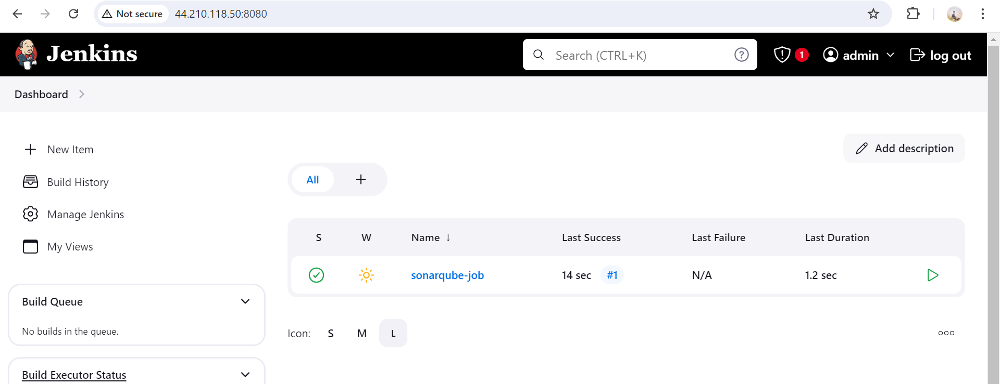 Not secure 44.210.118.50:8080
Jenkins
Search (CTRL+K)
1
admin
log out
Dashboard
New Item
Build History
Manage Jenkins
My Views
Add description
All
S W Name ↓ Last Success Last Failure Last Duration
sonarqube-job 14 sec #1 N/A 1.2 sec
Icon: S M L
Build Queue
No builds in the queue.
Build Executor Status